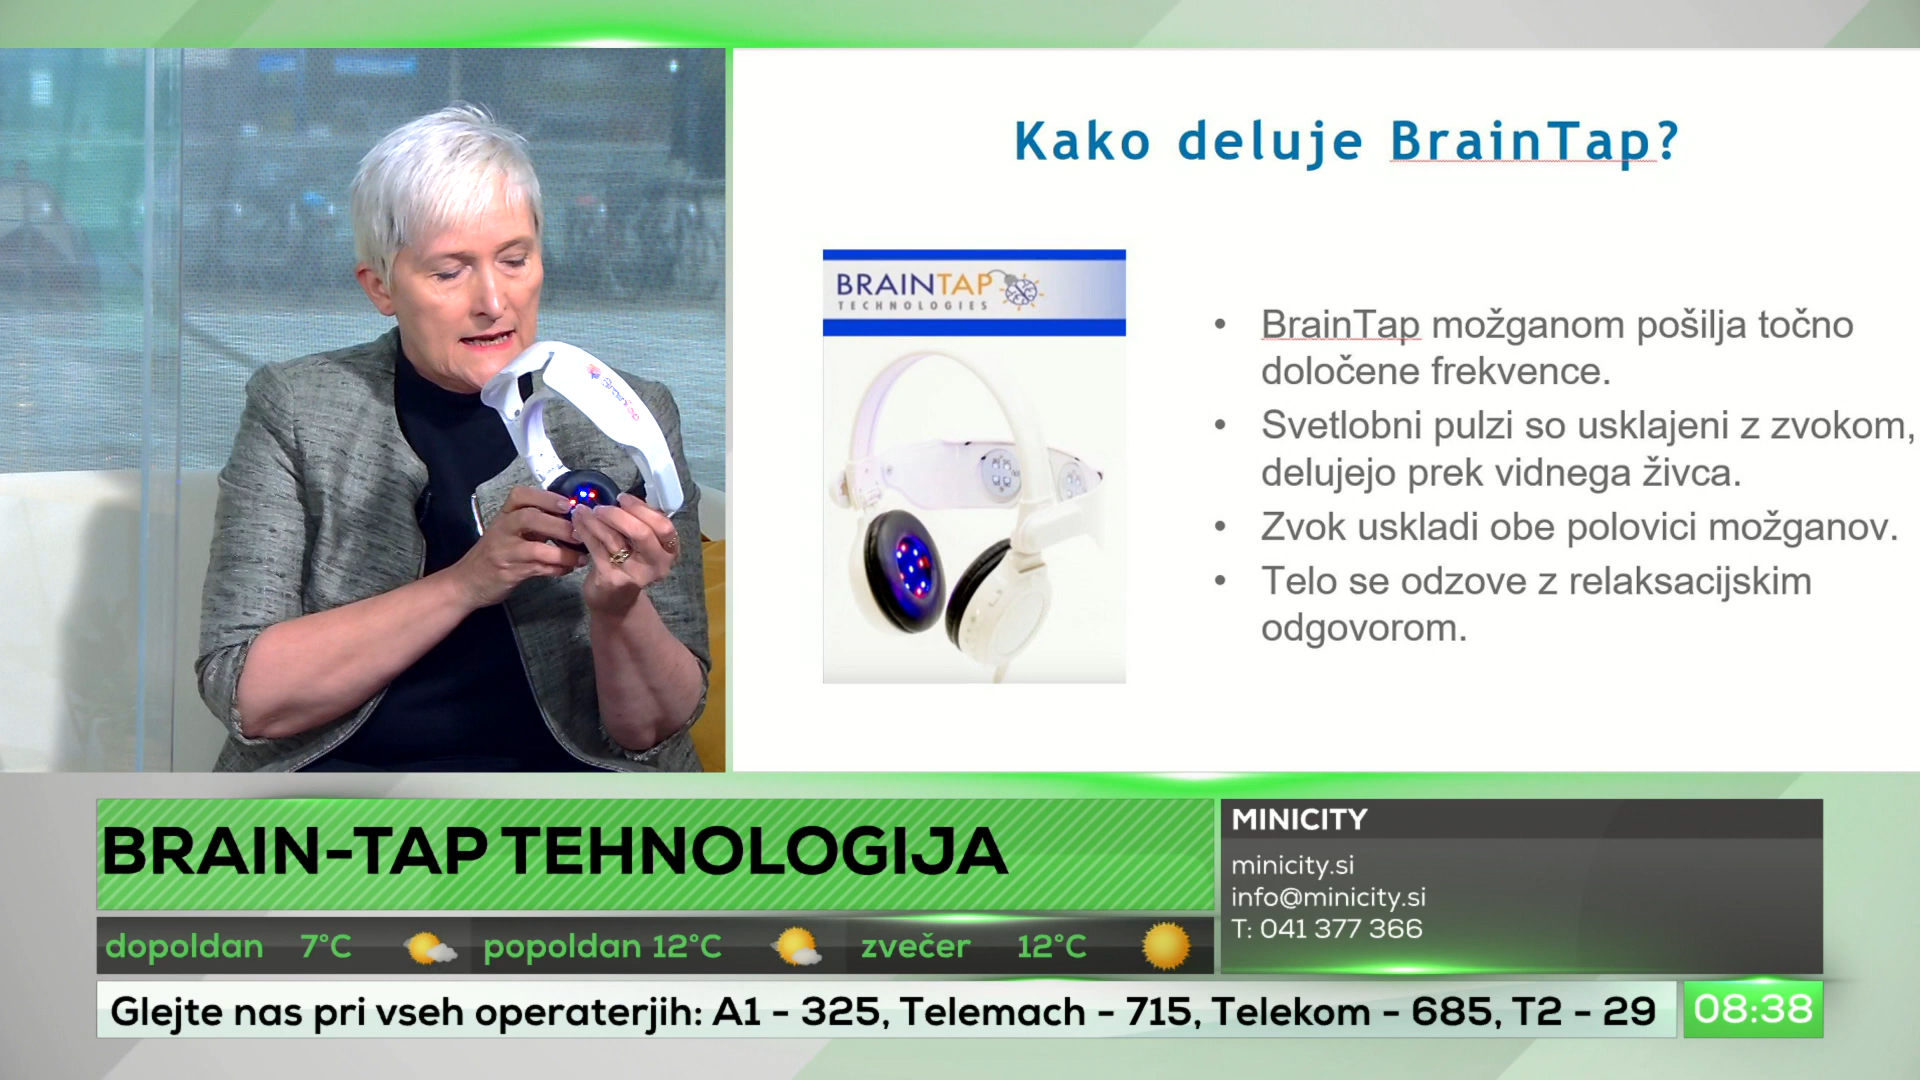 Kako deluje BrainTap?
BRAINTAP
TECHNOLOGIES
• BrainTap možganom pošilja točno
določene frekvence.
• Svetlobni pulzi so usklajeni z zvokom,
delujejo prek vidnega živca.
• Zvok uskladi obe polovici možganov.
• Telo se odzove z relaksacijskim
odgovorom.
BrainTap
BRAIN-TAP TEHNOLOGIJA
MINICITY
minicity.si
info@minicity.si
T: 041 377 366
dopoldan 7°C popoldan 12°C zvečer 12°C
Glejte nas pri vseh operaterjih: A1 - 325, Telemach - 715, Telekom - 685, T2 - 29
08:38